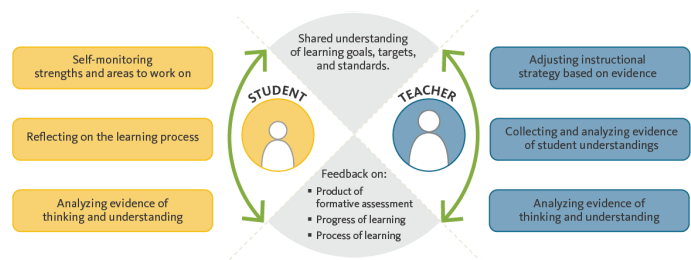 Self-monitoring
strengths and areas to work on
Reflecting on the learning process
Analyzing evidence of
thinking and understanding
STUDENT
Shared understanding
of learning goals, targets,
and standards.
Feedback on:
▪ Product of
formative assessment
▪ Progress of learning
▪ Process of learning
TEACHER
Adjusting instructional
strategy based on evidence
Collecting and analyzing evidence
of student understandings
Analyzing evidence of
thinking and understanding